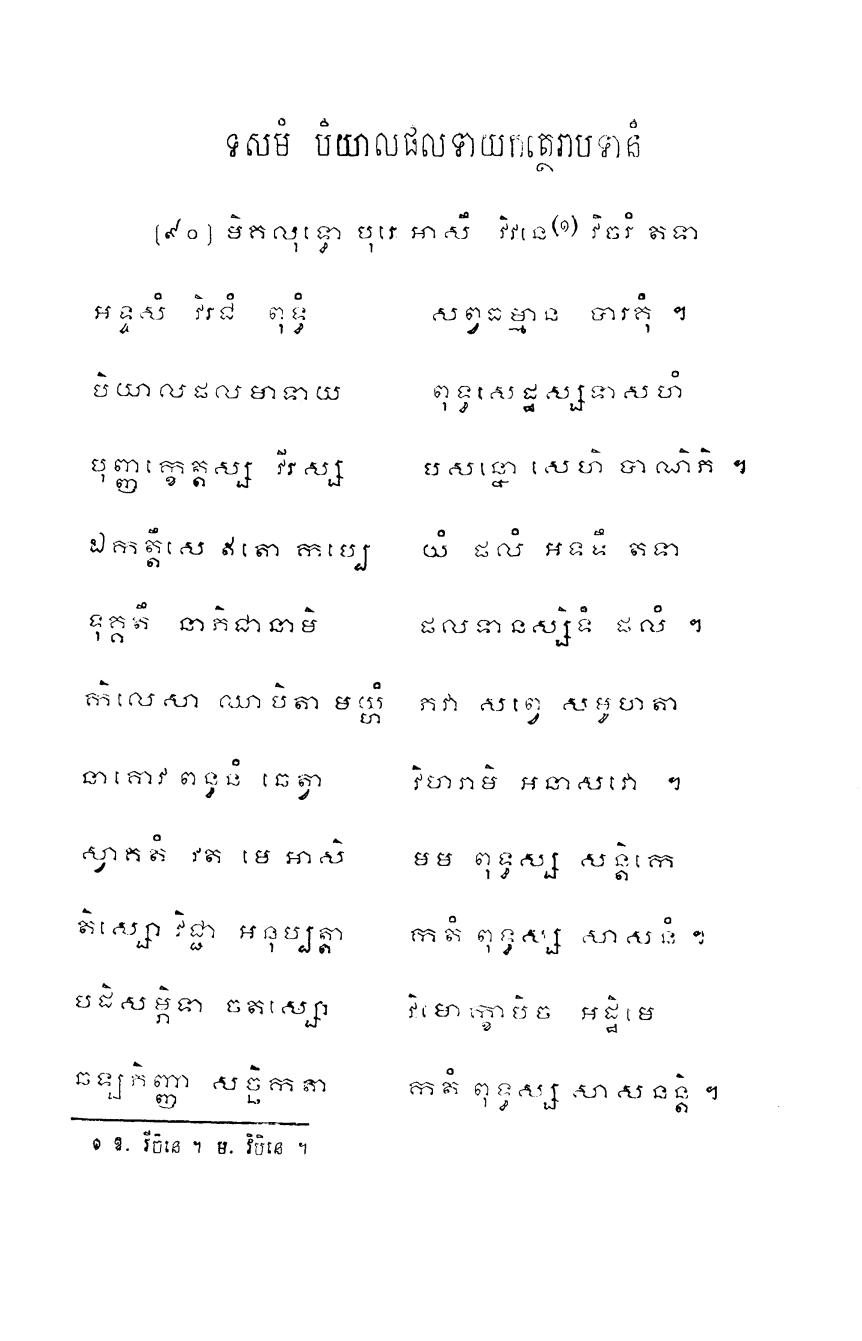 ទសមំ បិយាលផលទាយកត្ថេរាបទានំ
[៩០] មិគលុទ្ធោ បុរេ អាសឹ វិវនេ(១) វិចរំ តទា
អទ្ទសំ វិរជំ ពុទ្ធំ សព្វធម្មាន បារគុំ ។
បិយាលផលមាទាយ ពុទ្ធសេដ្ឋស្សទាសហំ
បុញ្ញក្ខេត្តស្ស វីរស្ស បសន្នោ សេហិ បាណិភិ ។
ឯកត្តឹសេ ឥតោ កប្បេ យំ ផលំ អទទឹ តទា
ទុគ្គតឹ នាភិជានាមិ ផលទានស្សិទំ ផលំ ។
កិលេសា ឈាបិតា មយ្ហំ ភវា សព្វេ សមូហតា
នាគោវ ពន្ធនំ ឆេត្វា វិហរាមិ អនាសវោ ។
ស្វាគតំ វត មេ អាសិ មម ពុទ្ធស្ស សន្តិកេ
តិស្សោ វិជ្ជា អនុប្បត្តា កតំ ពុទ្ធស្ស សាសនំ ។
បដិសម្ភិទា ចតស្សោ វិមោក្ខាបិច អដ្ឋិមេ
ឆឡភិញ្ញា សច្ឆិកតា កតំ ពុទ្ធស្ស សាសនន្តិ ។
១ ឱ. វីចិនេ ។ ម. វិបិនេ ។